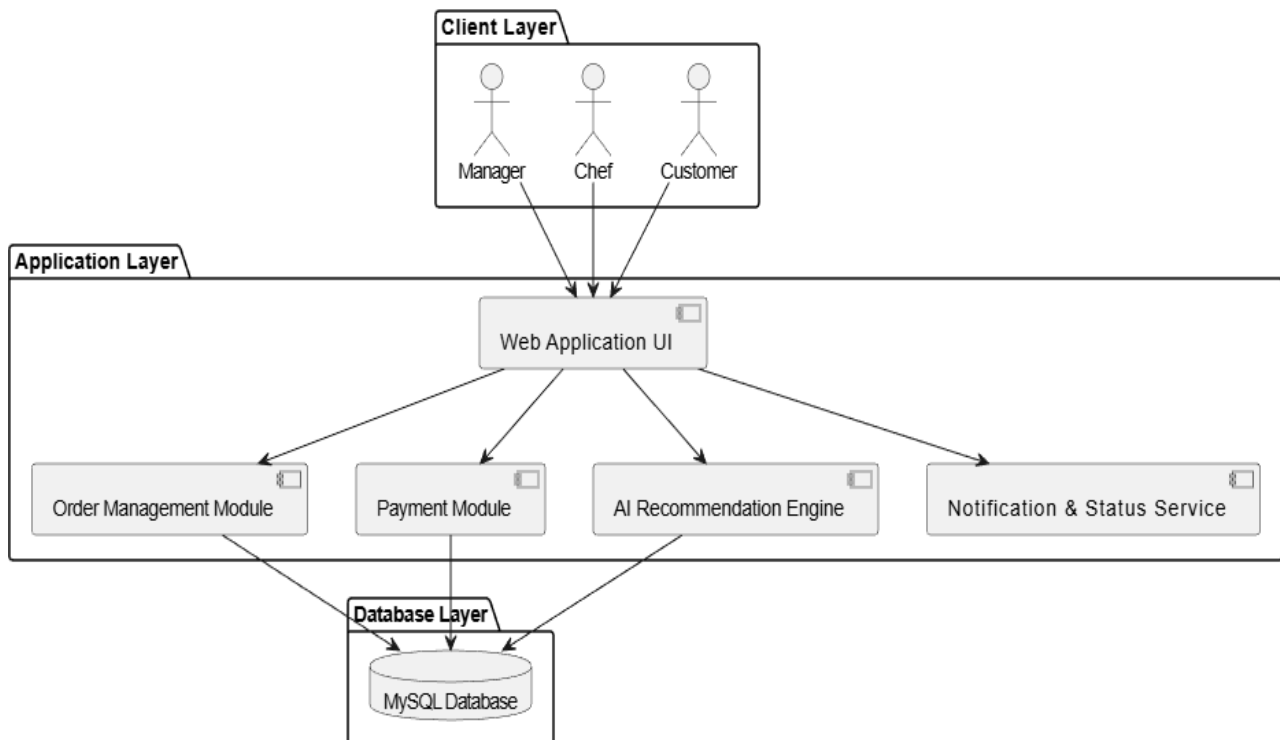 Client Layer
Manager
Chef
Customer
Application Layer
Web Application UI
Order Management Module
Payment Module
AI Recommendation Engine
Notification & Status Service
Database Layer
MySQL Database